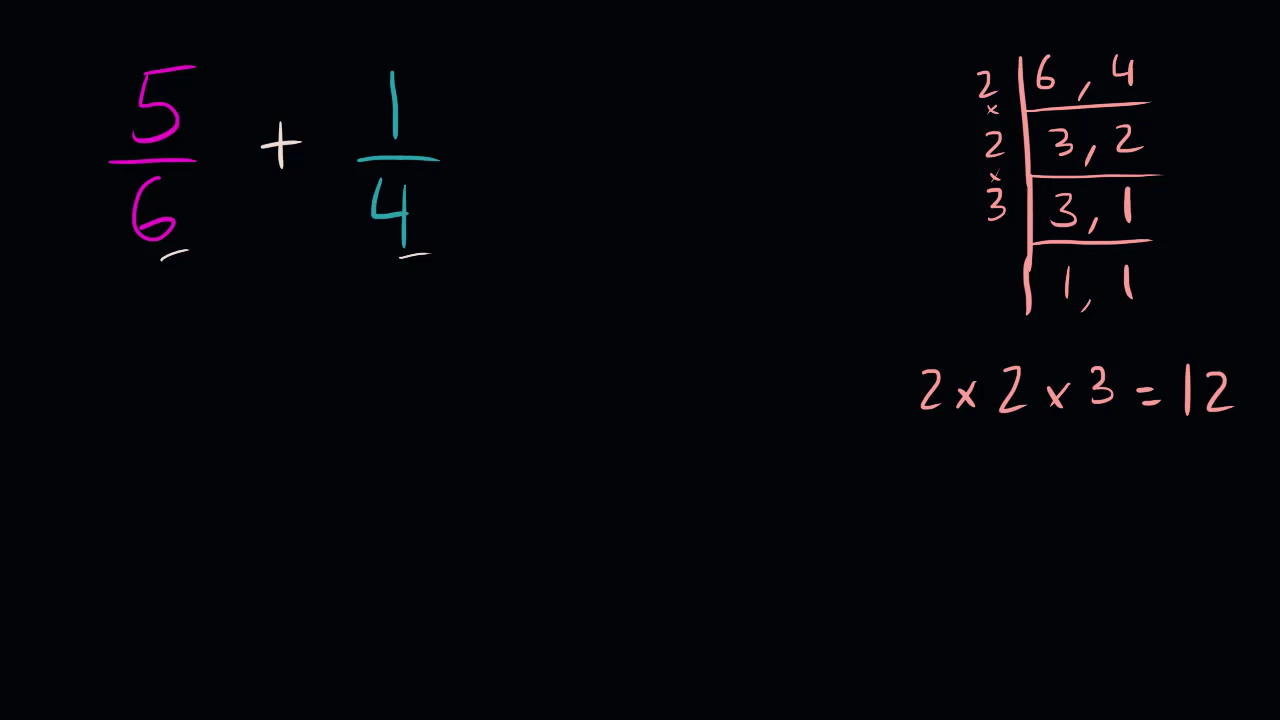 5/6 + 1/4
2 | 6, 4
×
2 | 3, 2
×
3 | 3, 1
| 1, 1
2 × 2 × 3 = 12